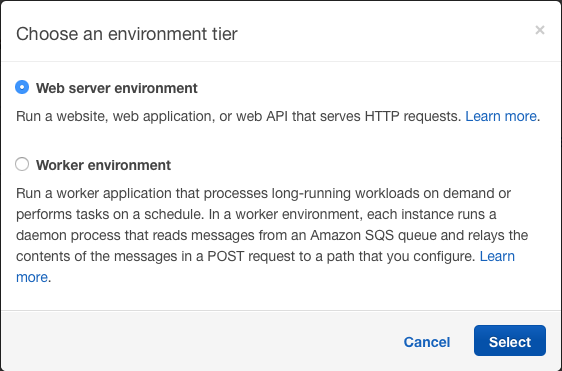 Choose an environment tier ×
Web server environment
Run a website, web application, or web API that serves HTTP requests. Learn more.
Worker environment
Run a worker application that processes long-running workloads on demand or
performs tasks on a schedule. In a worker environment, each instance runs a
daemon process that reads messages from an Amazon SQS queue and relays the
contents of the messages in a POST request to a path that you configure. Learn
more.
Cancel Select